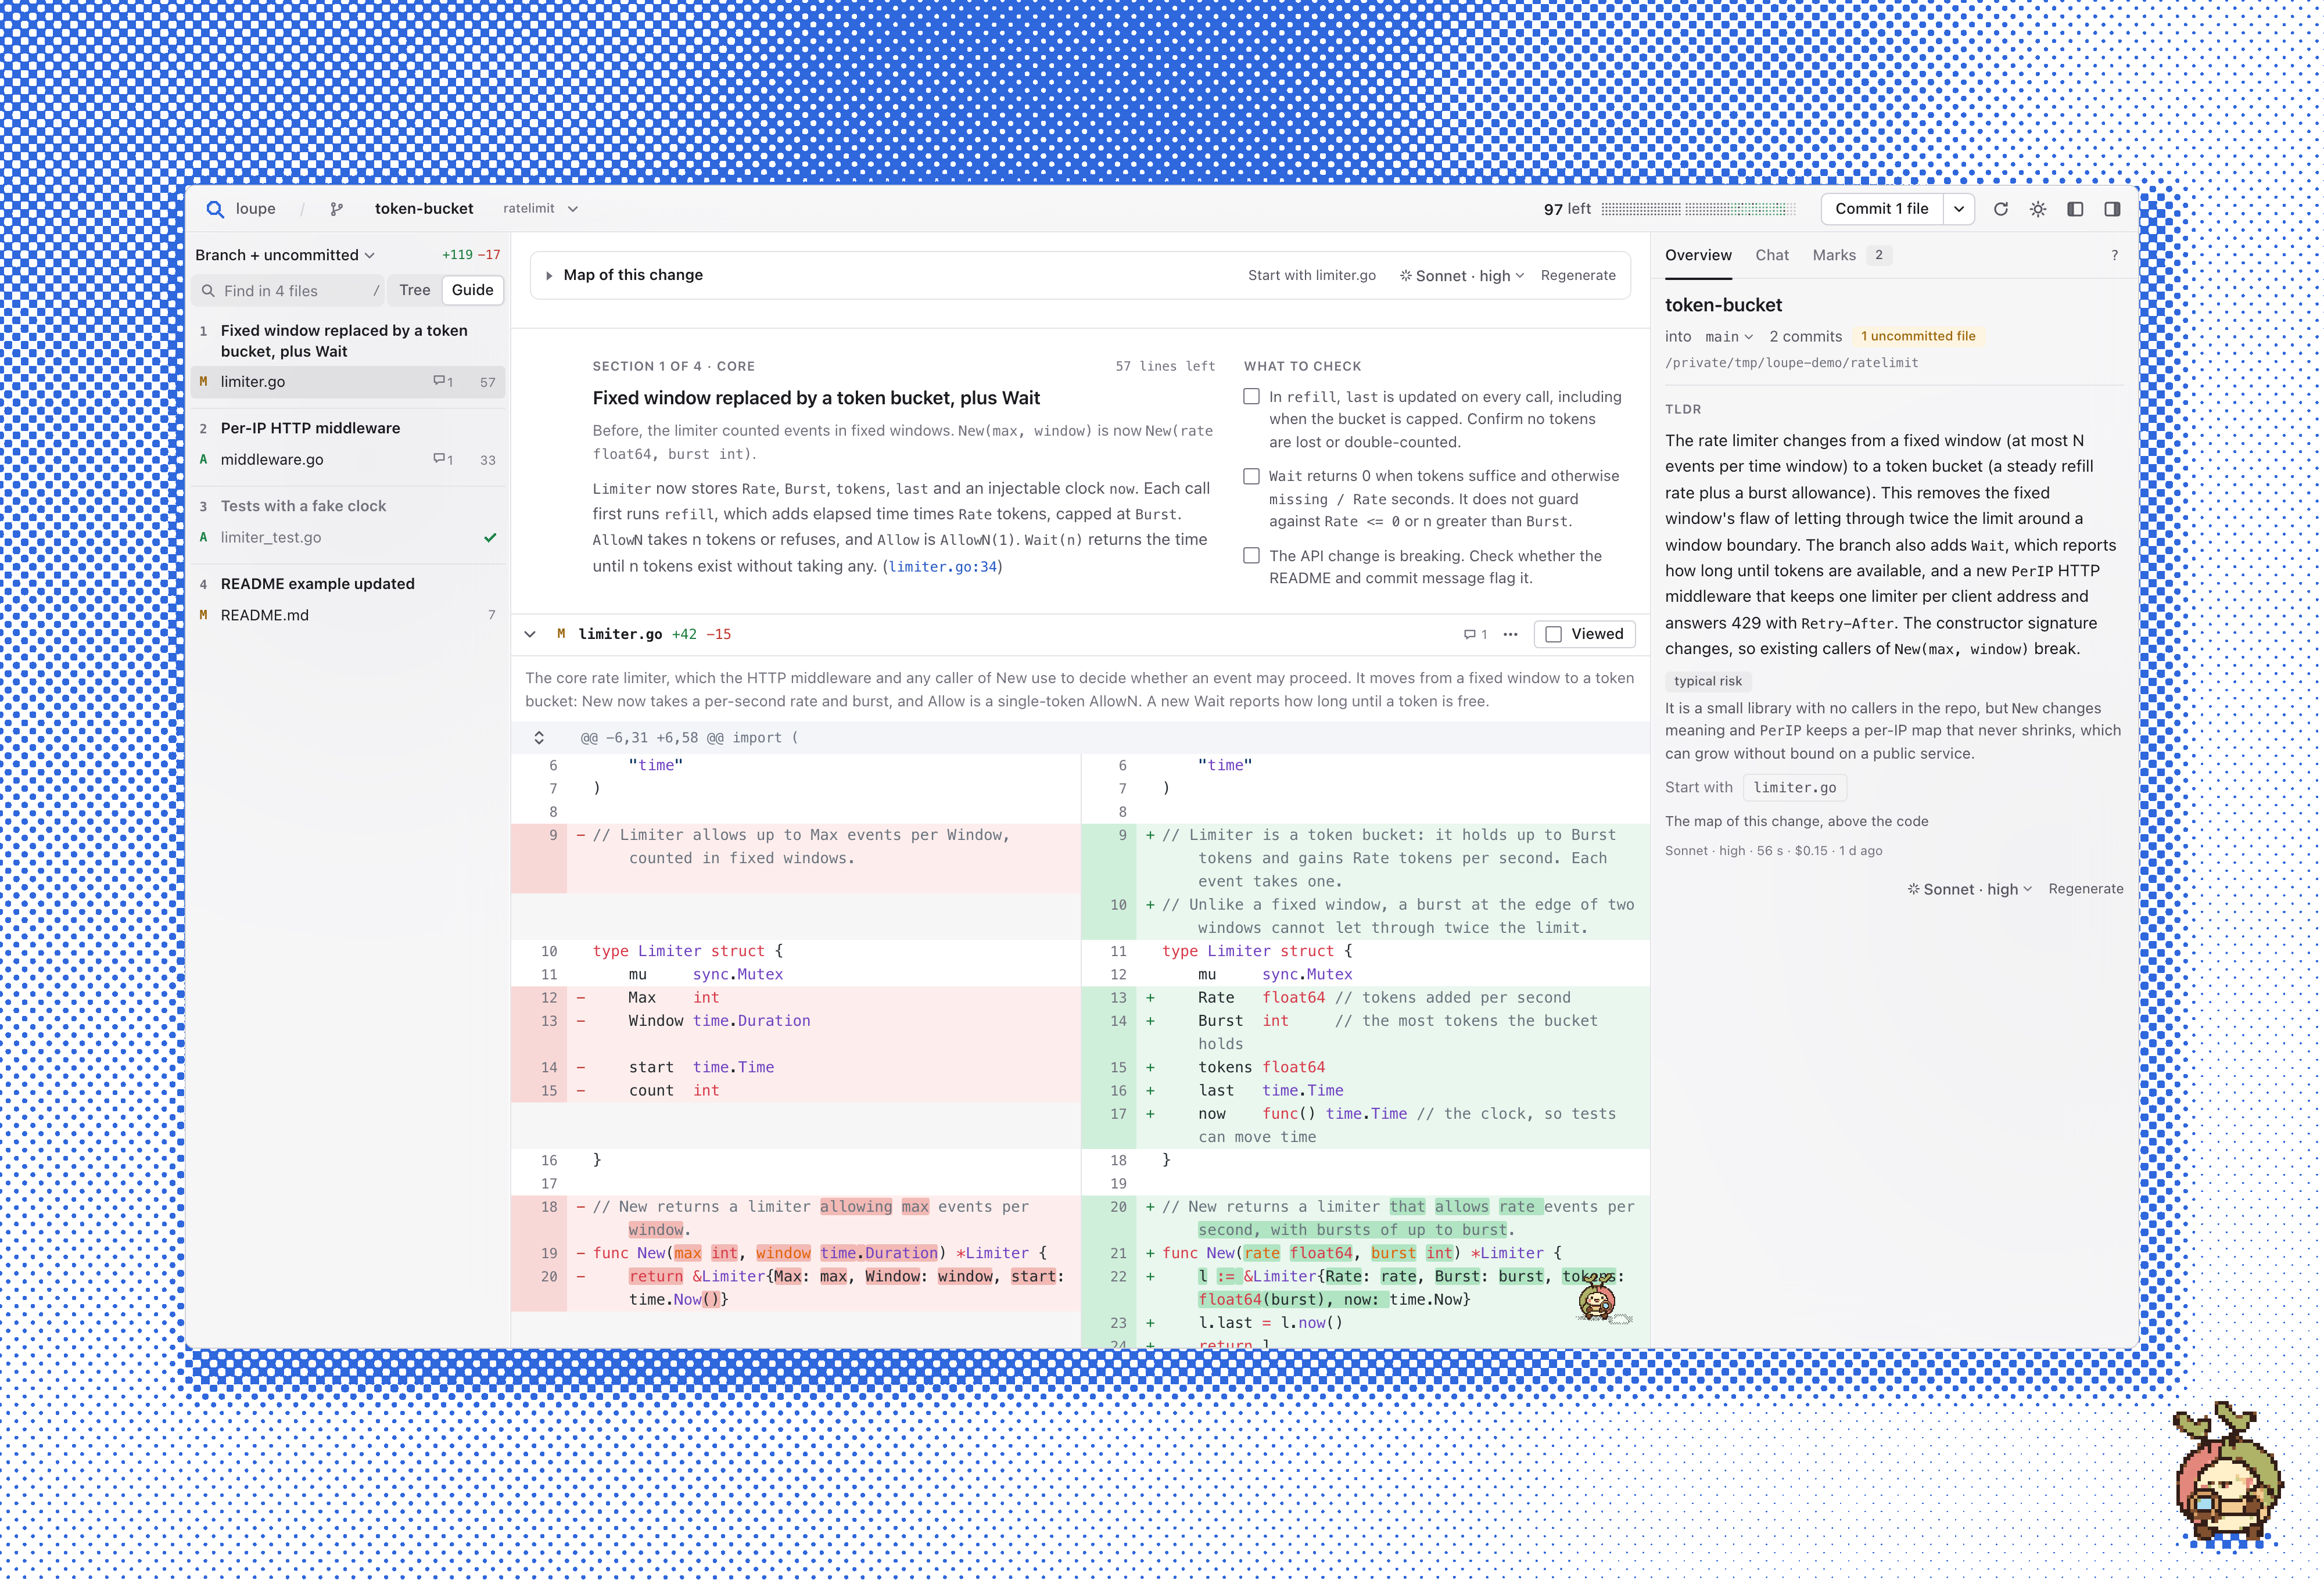 loupe / token-bucket ratelimit
97 left
Commit 1 file
Branch + uncommitted
+119 −17
Find in 4 files /
Tree Guide
1 Fixed window replaced by a token
bucket, plus Wait
M limiter.go 1 57
2 Per-IP HTTP middleware
A middleware.go 1 33
3 Tests with a fake clock
A limiter_test.go
4 README example updated
M README.md 7
Map of this change
Start with limiter.go Sonnet · high Regenerate
SECTION 1 OF 4 · CORE 57 lines left
Fixed window replaced by a token bucket, plus Wait
Before, the limiter counted events in fixed windows. New(max, window) is now New(rate
float64, burst int).
Limiter now stores Rate, Burst, tokens, last and an injectable clock now. Each call
first runs refill, which adds elapsed time times Rate tokens, capped at Burst.
AllowN takes n tokens or refuses, and Allow is AllowN(1). Wait(n) returns the time
until n tokens exist without taking any. (limiter.go:34)
WHAT TO CHECK
In refill, last is updated on every call, including
when the bucket is capped. Confirm no tokens
are lost or double-counted.
Wait returns 0 when tokens suffice and otherwise
missing / Rate seconds. It does not guard
against Rate <= 0 or n greater than Burst.
The API change is breaking. Check whether the
README and commit message flag it.
M limiter.go +42 −15
1 ··· Viewed
The core rate limiter, which the HTTP middleware and any caller of New use to decide whether an event may proceed. It moves from a fixed window to a token
bucket: New now takes a per-second rate and burst, and Allow is a single-token AllowN. A new Wait reports how long until a token is free.
@@ −6,31 +6,58 @@ import (
6 "time"
7 )
8
9 − // Limiter allows up to Max events per Window,
counted in fixed windows.
10 type Limiter struct {
11 mu sync.Mutex
12 − Max int
13 − Window time.Duration
14 − start time.Time
15 − count int
16 }
17
18 − // New returns a limiter allowing max events per
window.
19 − func New(max int, window time.Duration) *Limiter {
20 − return &Limiter{Max: max, Window: window, start:
time.Now()}
6 "time"
7 )
8
9 + // Limiter is a token bucket: it holds up to Burst
tokens and gains Rate tokens per second. Each
event takes one.
10 + // Unlike a fixed window, a burst at the edge of two
windows cannot let through twice the limit.
11 type Limiter struct {
12 mu sync.Mutex
13 + Rate float64 // tokens added per second
14 + Burst int // the most tokens the bucket
holds
15 + tokens float64
16 + last time.Time
17 + now func() time.Time // the clock, so tests
can move time
18 }
19
20 + // New returns a limiter that allows rate events per
second, with bursts of up to burst.
21 + func New(rate float64, burst int) *Limiter {
22 + l := &Limiter{Rate: rate, Burst: burst, tokens:
float64(burst), now: time.Now}
23 + l.last = l.now()
24 + return l
Overview Chat Marks 2 ?
token-bucket
into main 2 commits 1 uncommitted file
/private/tmp/loupe-demo/ratelimit
TLDR
The rate limiter changes from a fixed window (at most N
events per time window) to a token bucket (a steady refill
rate plus a burst allowance). This removes the fixed
window's flaw of letting through twice the limit around a
window boundary. The branch also adds Wait, which reports
how long until tokens are available, and a new PerIP HTTP
middleware that keeps one limiter per client address and
answers 429 with Retry-After. The constructor signature
changes, so existing callers of New(max, window) break.
typical risk
It is a small library with no callers in the repo, but New changes
meaning and PerIP keeps a per-IP map that never shrinks, which
can grow without bound on a public service.
Start with limiter.go
The map of this change, above the code
Sonnet · high · 56 s · $0.15 · 1 d ago
Sonnet · high Regenerate